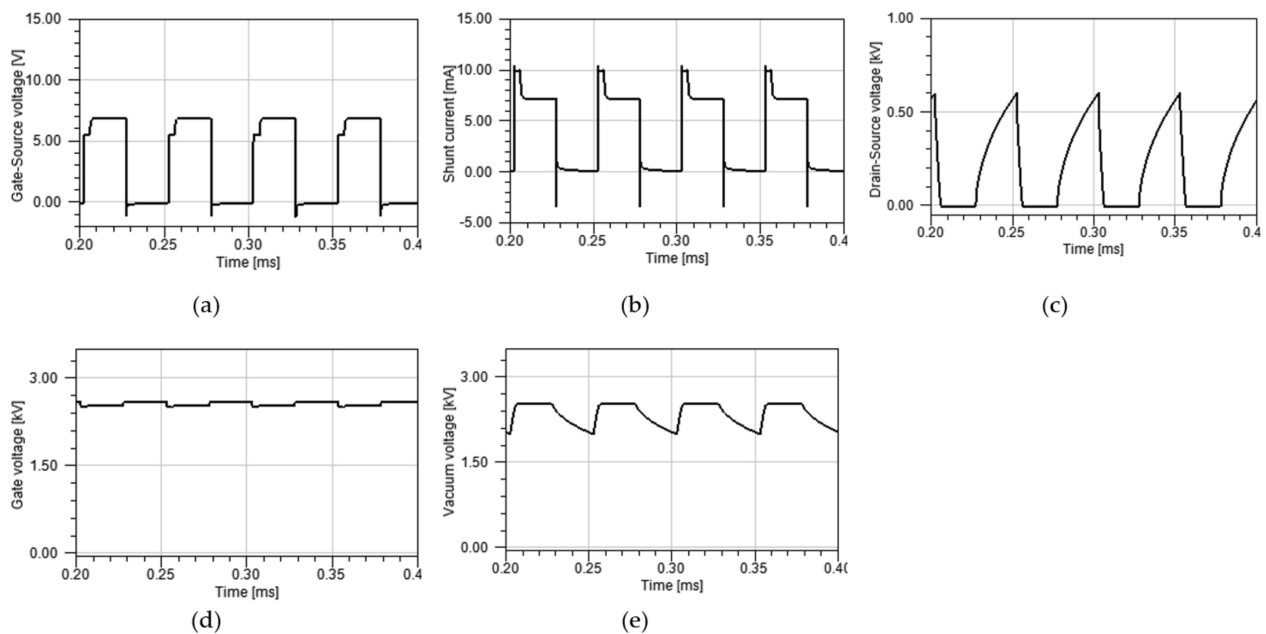 15.00
10.00
5.00
0.00
Gate-Source voltage [V]
0.20 0.25 0.30 0.35 0.4
Time [ms]
(a)
15.00
10.00
5.00
0.00
-5.00
Shunt current [mA]
0.20 0.25 0.30 0.35 0.4
Time [ms]
(b)
1.00
0.50
0.00
Drain-Source voltage [kV]
0.20 0.25 0.30 0.35 0.4
Time [ms]
(c)
3.00
1.50
0.00
Gate voltage [kV]
0.20 0.25 0.30 0.35 0.40
Time [ms]
(d)
3.00
1.50
0.00
Vacuum voltage [kV]
0.20 0.25 0.30 0.35 0.40
Time [ms]
(e)